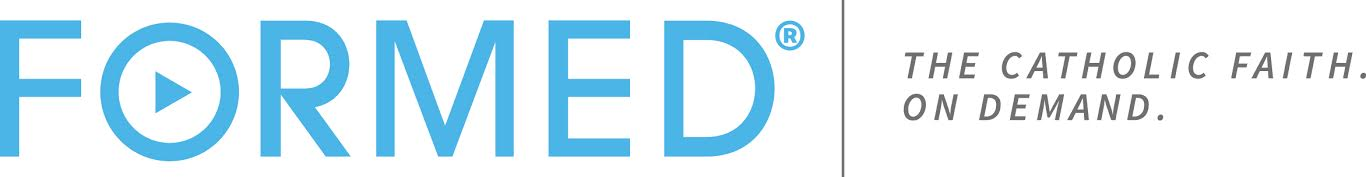 FORMED®
THE CATHOLIC FAITH.
ON DEMAND.